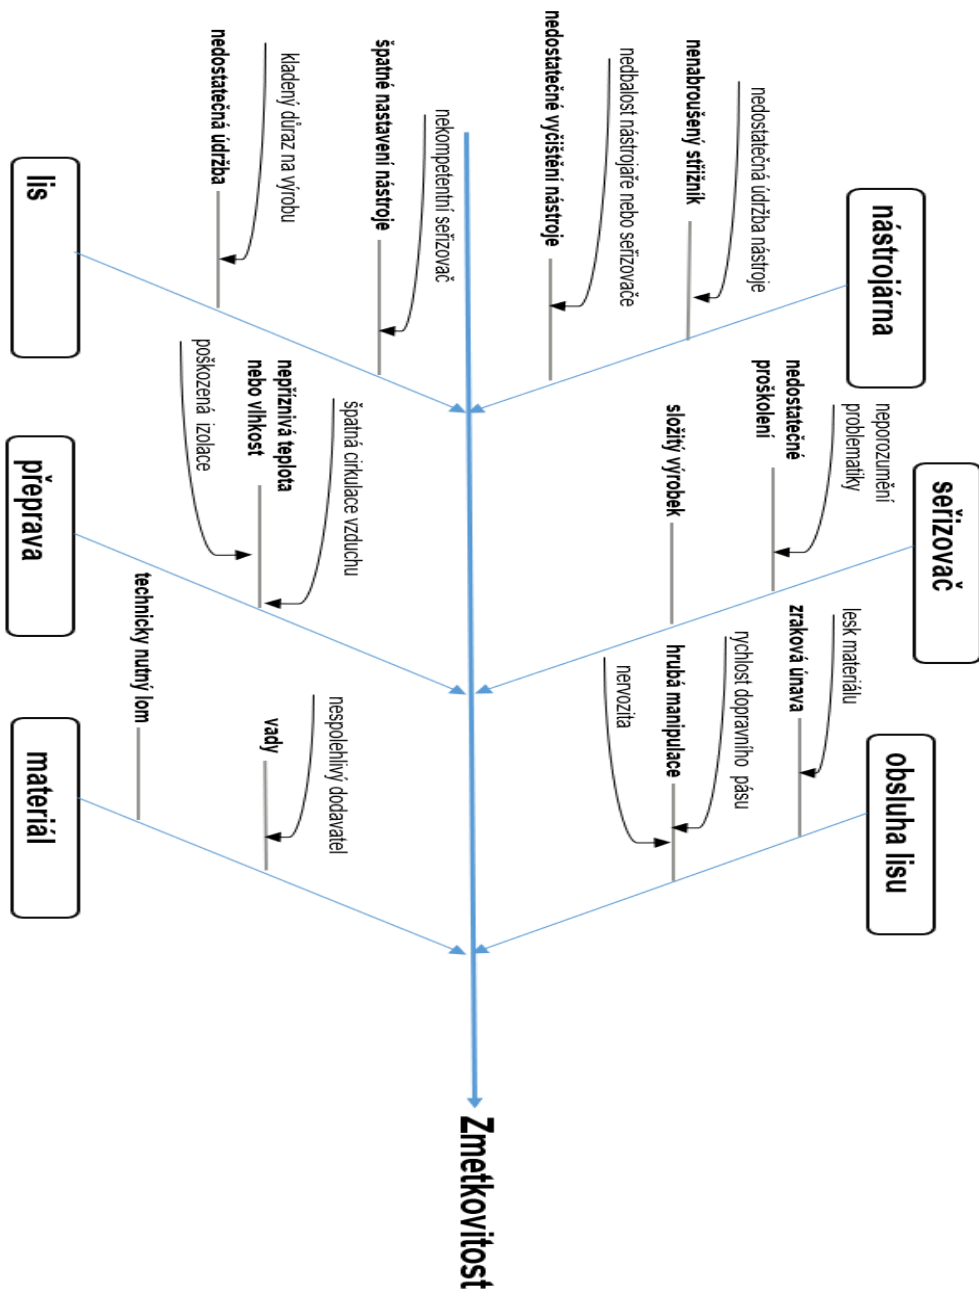 nástrojárna
nedostatečná údržba nástroje
nenabroušený střižník
nedbalost nástrojaře nebo seřizovače
nedostatečné vyčištění nástroje
seřizovač
neporozumění
problematiky
nedostatečné
proškolení
složitý výrobek
obsluha lisu
lesk materiálu
zraková únava
rychlost dopravního pásu
hrubá manipulace
nervozita
Zmetkovitost
nekompetentní seřizovač
špatné nastavení nástroje
kladený důraz na výrobu
nedostatečná údržba
lis
špatná cirkulace vzduchu
nepříznivá teplota
nebo vlhkost
poškozená izolace
přeprava
nespolehlivý dodavatel
vady
technicky nutný lom
materiál